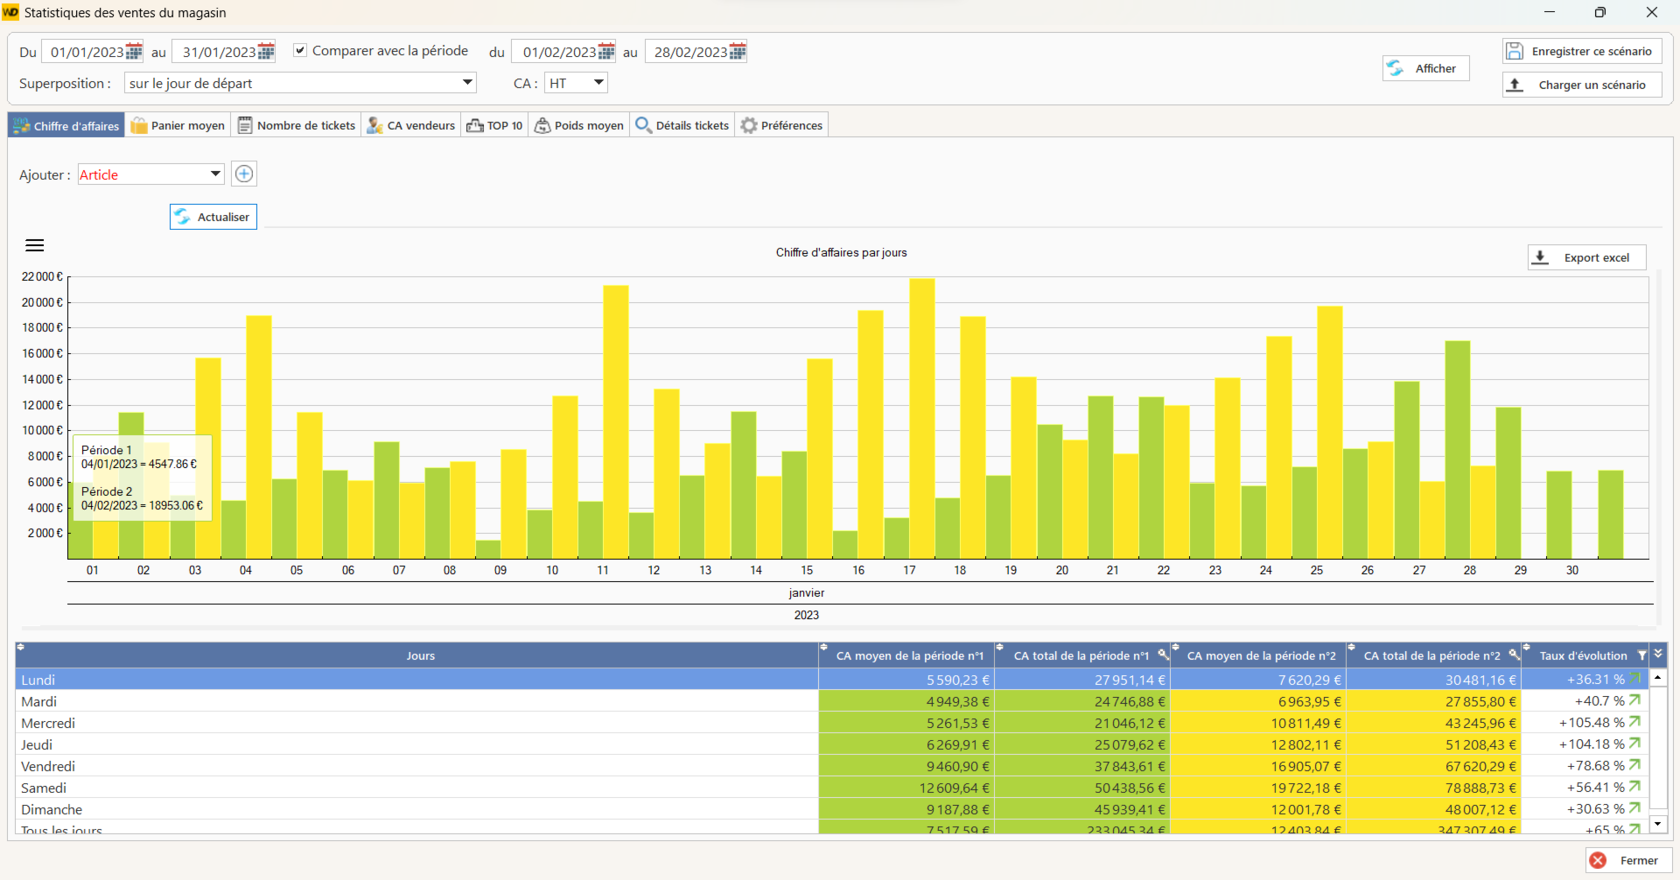 WD Statistiques des ventes du magasin
Du 01/01/2023 au 31/01/2023 Comparer avec la période du 01/02/2023 au 28/02/2023
Superposition : sur le jour de départ CA : HT
Afficher
Enregistrer ce scénario
Charger un scénario
Chiffre d'affaires Panier moyen Nombre de tickets CA vendeurs TOP 10 Poids moyen Détails tickets Préférences
Ajouter : Article
Actualiser
Chiffre d'affaires par jours
Export excel
22 000 €
20 000 €
18 000 €
16 000 €
14 000 €
12 000 €
10 000 €
8 000 €
6 000 €
4 000 €
2 000 €
Période 1
04/01/2023 = 4547.86 €
Période 2
04/02/2023 = 18953.06 €
01 02 03 04 05 06 07 08 09 10 11 12 13 14 15 16 17 18 19 20 21 22 23 24 25 26 27 28 29 30
janvier
2023
Jours CA moyen de la période n°1 CA total de la période n°1 CA moyen de la période n°2 CA total de la période n°2 Taux d'évolution
Lundi 5 590,23 € 27 951,14 € 7 620,29 € 30 481,16 € +36.31 %
Mardi 4 949,38 € 24 746,88 € 6 963,95 € 27 855,80 € +40.7 %
Mercredi 5 261,53 € 21 046,12 € 10 811,49 € 43 245,96 € +105.48 %
Jeudi 6 269,91 € 25 079,62 € 12 802,11 € 51 208,43 € +104.18 %
Vendredi 9 460,90 € 37 843,61 € 16 905,07 € 67 620,29 € +78.68 %
Samedi 12 609,64 € 50 438,56 € 19 722,18 € 78 888,73 € +56.41 %
Dimanche 9 187,88 € 45 939,41 € 12 001,78 € 48 007,12 € +30.63 %
Tous les jours 7 517,59 € 233 045,34 € 12 403,84 € 347 307,49 € +65 %
Fermer